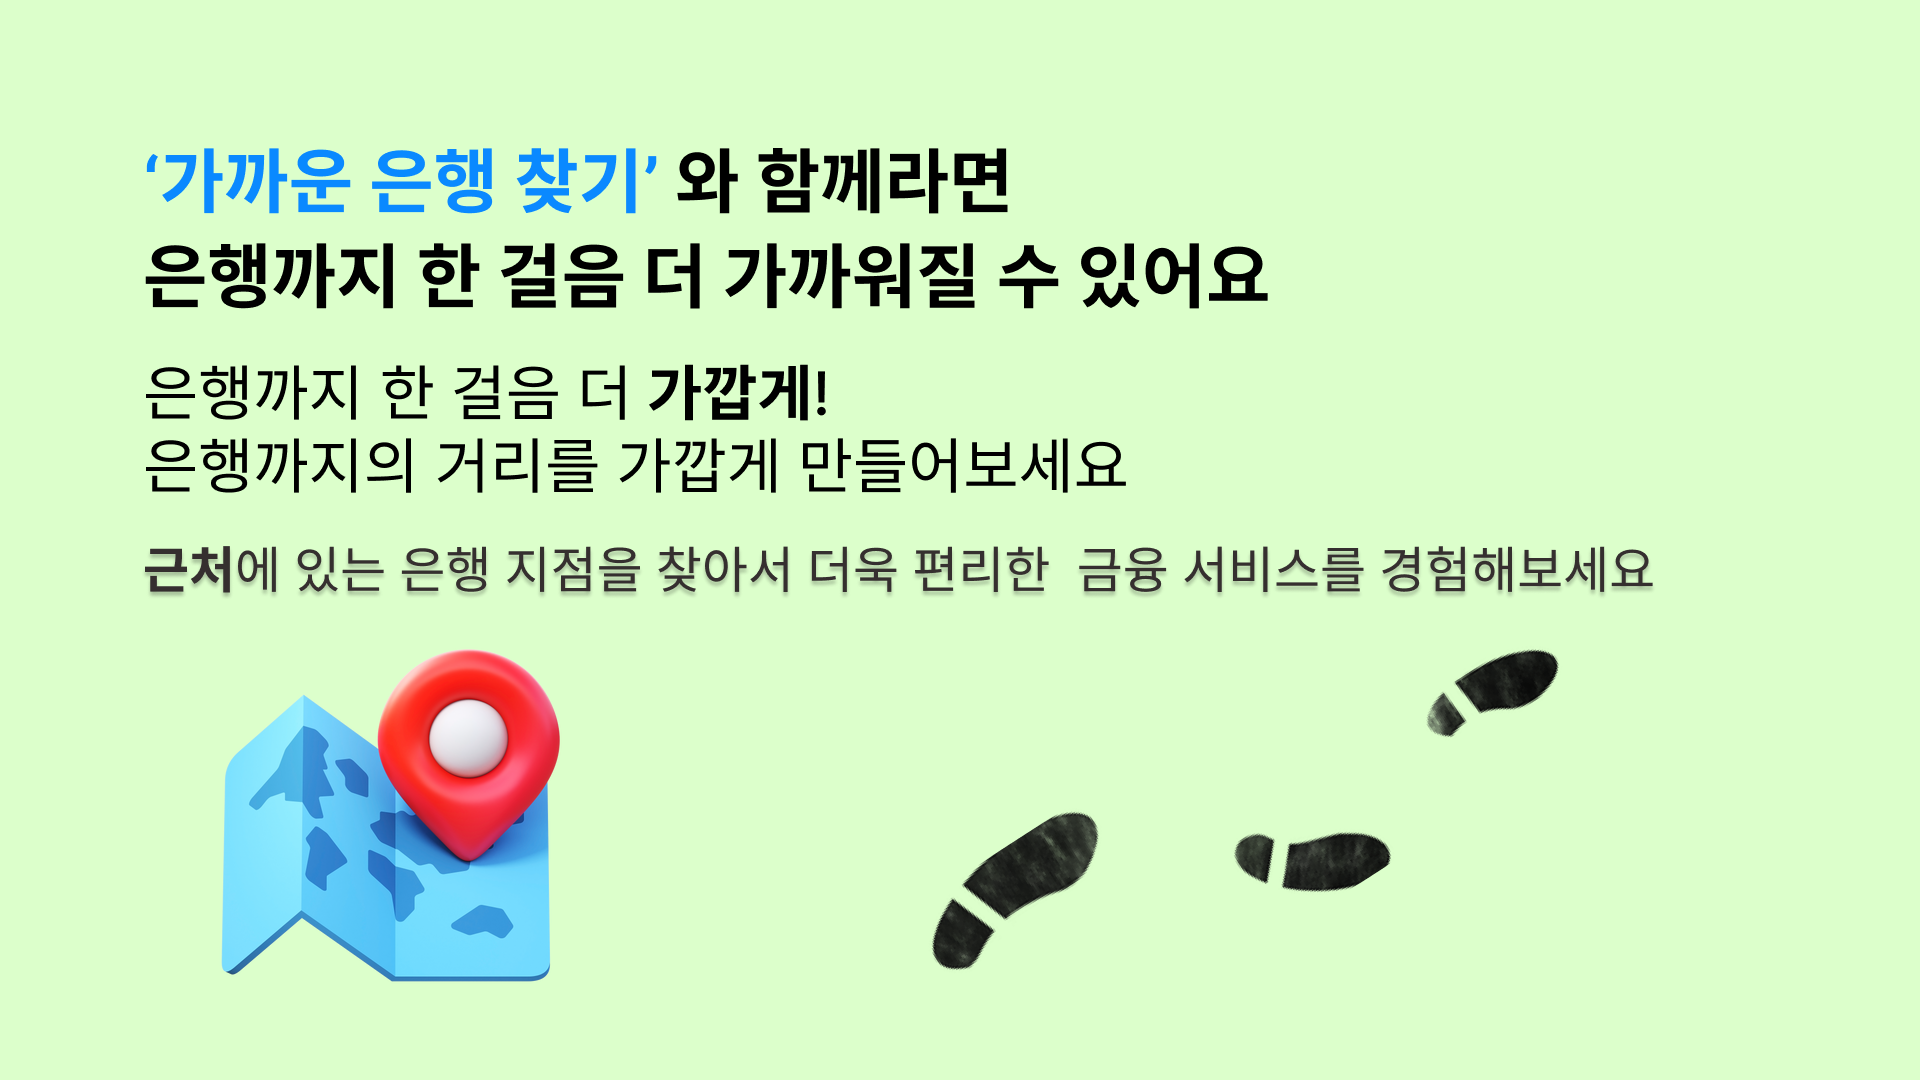 ‘가까운 은행 찾기’ 와 함께라면
은행까지 한 걸음 더 가까워질 수 있어요
은행까지 한 걸음 더 가깝게!
은행까지의 거리를 가깝게 만들어보세요
근처에 있는 은행 지점을 찾아서 더욱 편리한  금융 서비스를 경험해보세요